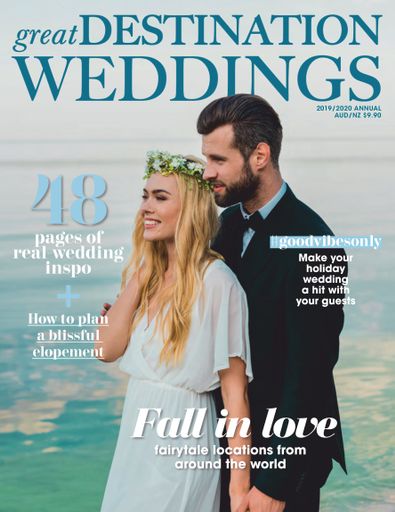 great DESTINATION
WEDDINGS
2019/2020 ANNUAL
AUD/NZ $9.90
48
pages of
real wedding
inspo
+
How to plan
a blissful
elopement
#goodvibesonly
Make your
holiday
wedding
a hit with
your guests
Fall in love
fairytale locations from
around the world